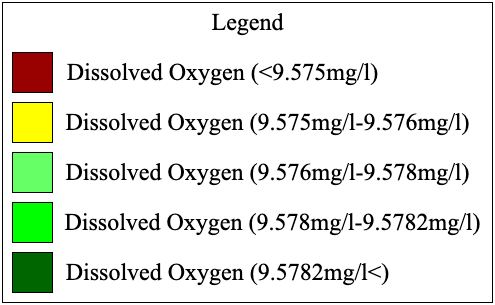 Legend
Dissolved Oxygen (<9.575mg/l)
Dissolved Oxygen (9.575mg/l-9.576mg/l)
Dissolved Oxygen (9.576mg/l-9.578mg/l)
Dissolved Oxygen (9.578mg/l-9.5782mg/l)
Dissolved Oxygen (9.5782mg/l<)